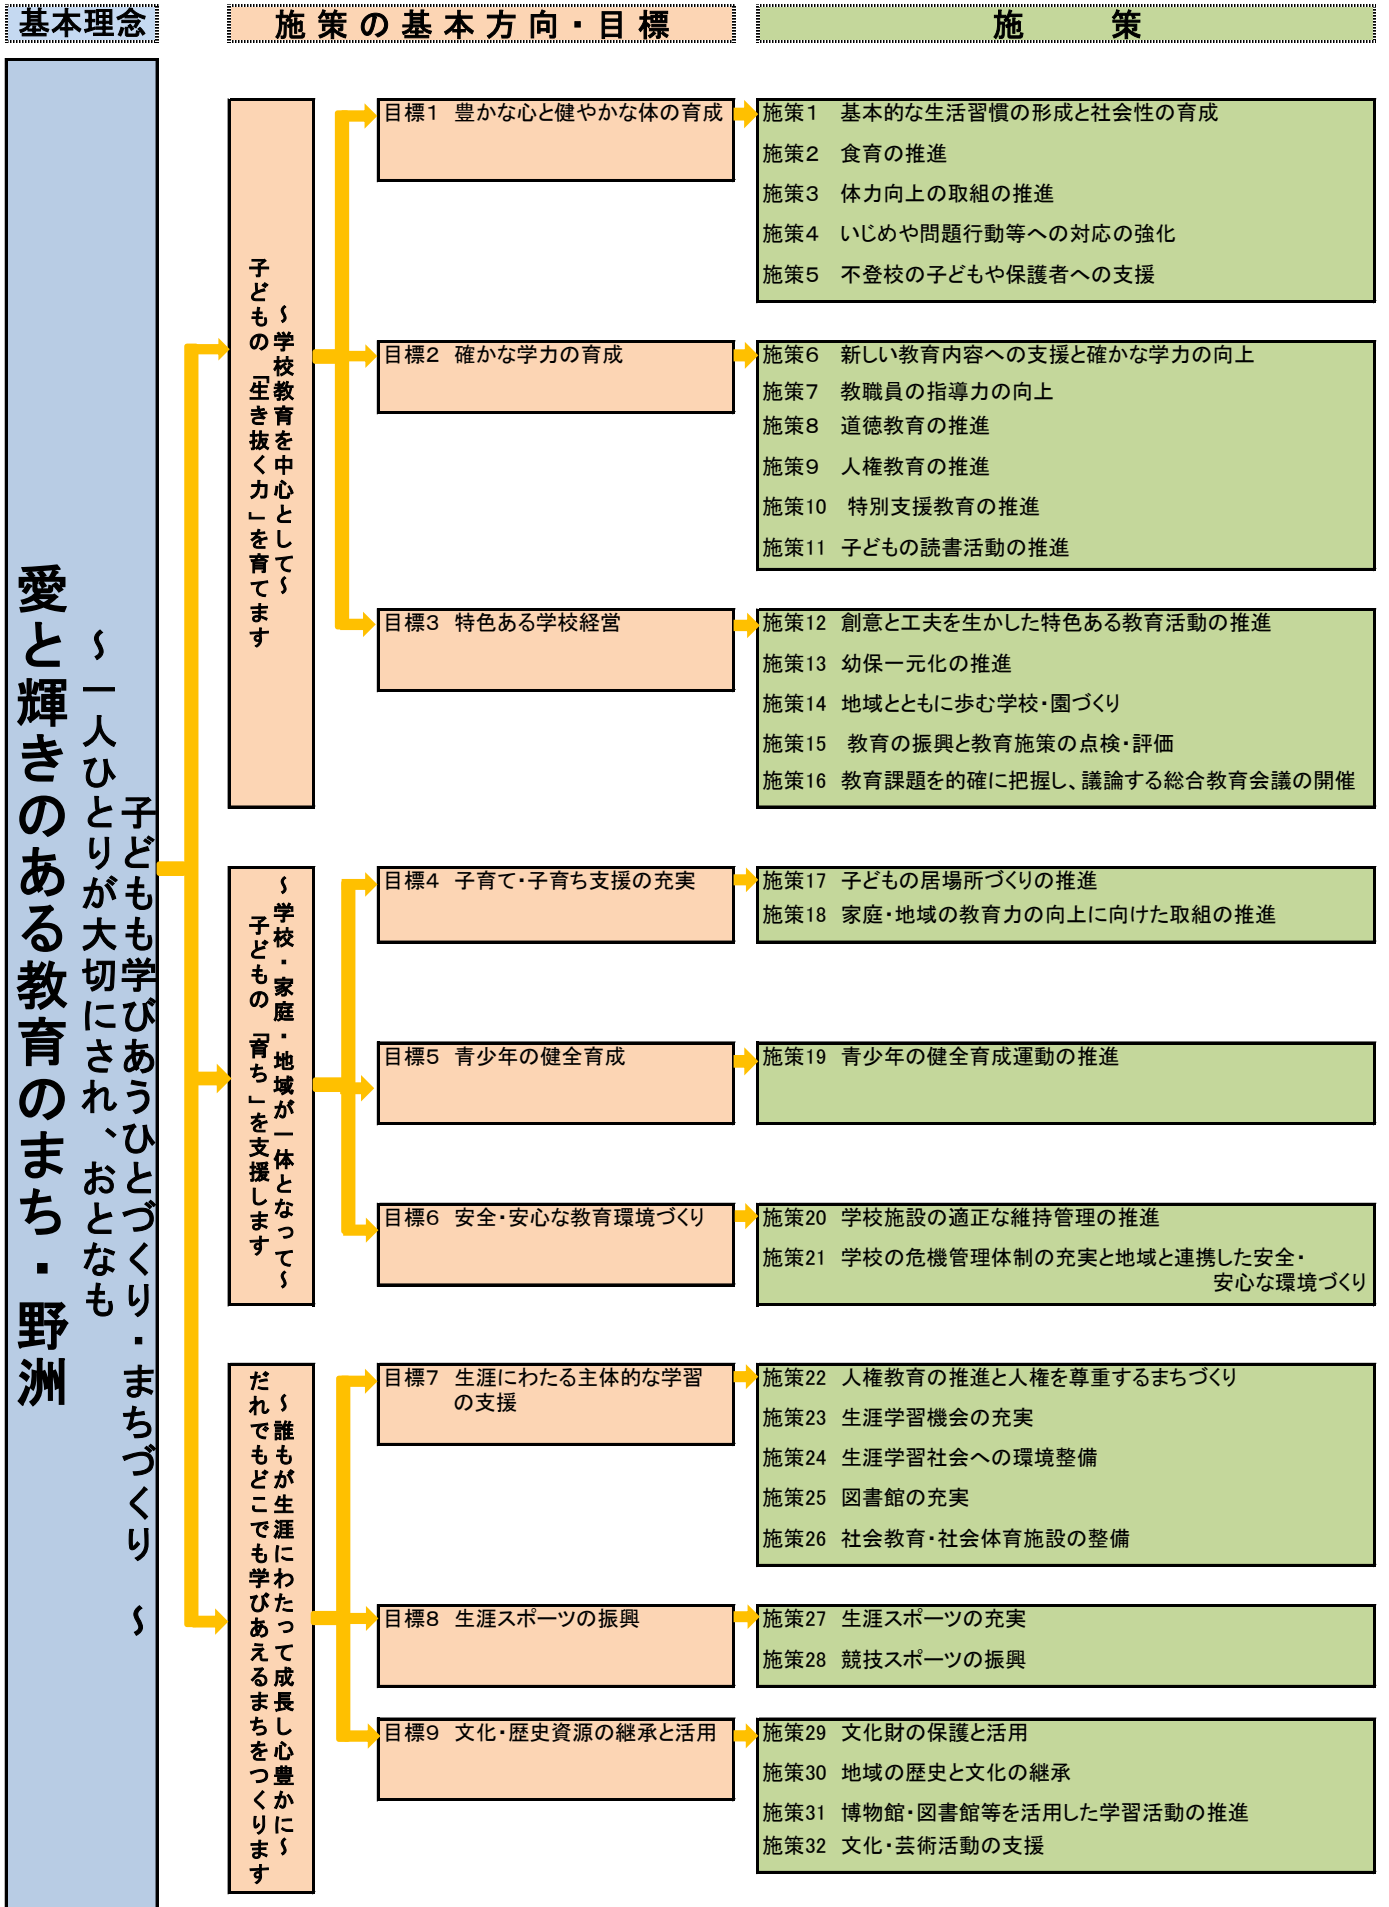 基本理念
施策の基本方向・目標
施　　策
愛と輝きのある教育のまち・野洲
～一人ひとりが大切にされ、おとなも
子どもも学びあうひとづくり・まちづくり　～
～学校教育を中心として～
子どもの「生き抜く力」を育てます
目標1　豊かな心と健やかな体の育成
施策1　基本的な生活習慣の形成と社会性の育成
施策2　食育の推進
施策3　体力向上の取組の推進
施策4　いじめや問題行動等への対応の強化
施策5　不登校の子どもや保護者への支援
目標2　確かな学力の育成
施策6　新しい教育内容への支援と確かな学力の向上
施策7　教職員の指導力の向上
施策8　道徳教育の推進
施策9　人権教育の推進
施策10　特別支援教育の推進
施策11　子どもの読書活動の推進
目標3　特色ある学校経営
施策12　創意と工夫を生かした特色ある教育活動の推進
施策13　幼保一元化の推進
施策14　地域とともに歩む学校・園づくり
施策15　教育の振興と教育施策の点検・評価
施策16　教育課題を的確に把握し、議論する総合教育会議の開催
～学校・家庭・地域が一体となって～
子どもの「育ち」を支援します
目標4　子育て・子育ち支援の充実
施策17　子どもの居場所づくりの推進
施策18　家庭・地域の教育力の向上に向けた取組の推進
目標5　青少年の健全育成
施策19　青少年の健全育成運動の推進
目標6　安全・安心な教育環境づくり
施策20　学校施設の適正な維持管理の推進
施策21　学校の危機管理体制の充実と地域と連携した安全・
安心な環境づくり
～誰もが生涯にわたって成長し心豊かに～
だれでもどこでも学びあえるまちをつくります
目標7　生涯にわたる主体的な学習
の支援
施策22　人権教育の推進と人権を尊重するまちづくり
施策23　生涯学習機会の充実
施策24　生涯学習社会への環境整備
施策25　図書館の充実
施策26　社会教育・社会体育施設の整備
目標8　生涯スポーツの振興
施策27　生涯スポーツの充実
施策28　競技スポーツの振興
目標9　文化・歴史資源の継承と活用
施策29　文化財の保護と活用
施策30　地域の歴史と文化の継承
施策31　博物館・図書館等を活用した学習活動の推進
施策32　文化・芸術活動の支援